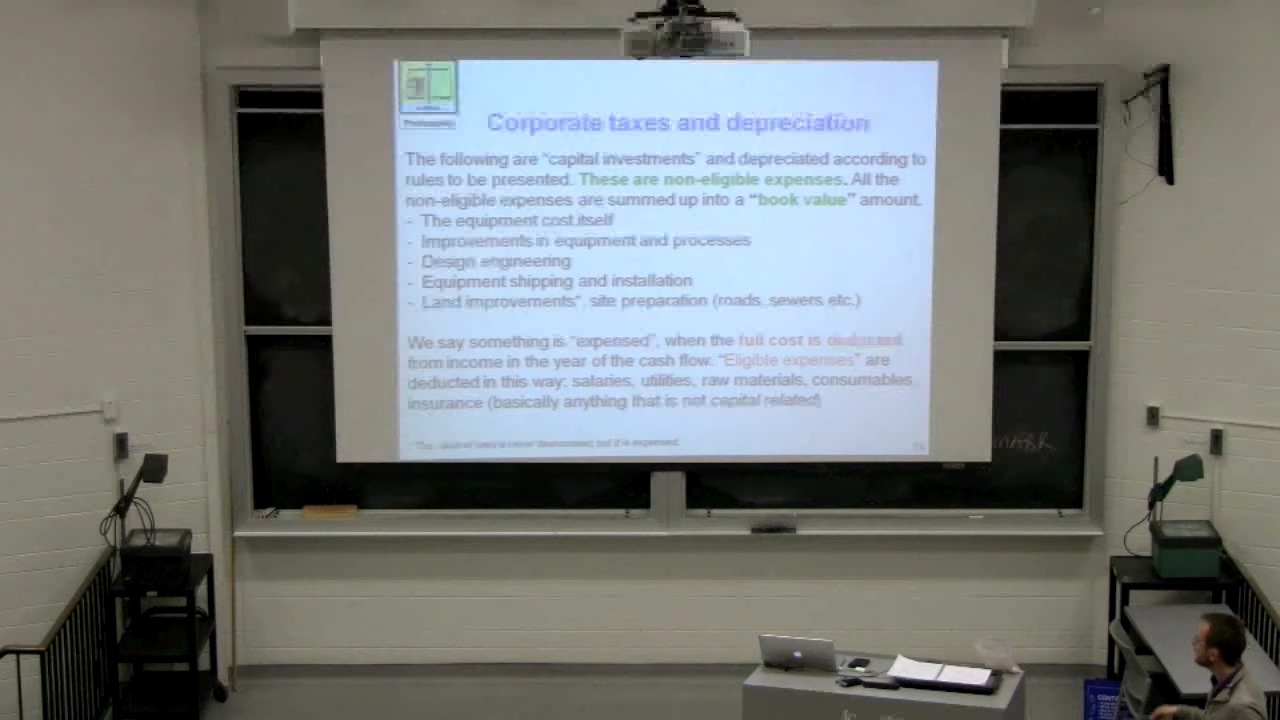 Profitability
Corporate taxes and depreciation
The following are “capital investments” and depreciated according to
rules to be presented. These are non-eligible expenses. All the
non-eligible expenses are summed up into a “book value” amount.
- The equipment cost itself
- Improvements in equipment and processes
- Design engineering
- Equipment shipping and installation
- Land improvements*, site preparation (roads, sewers etc.)
We say something is “expensed”, when the full cost is deducted
from income in the year of the cash flow. “Eligible expenses” are
deducted in this way: salaries, utilities, raw materials, consumables,
insurance (basically anything that is not capital related)